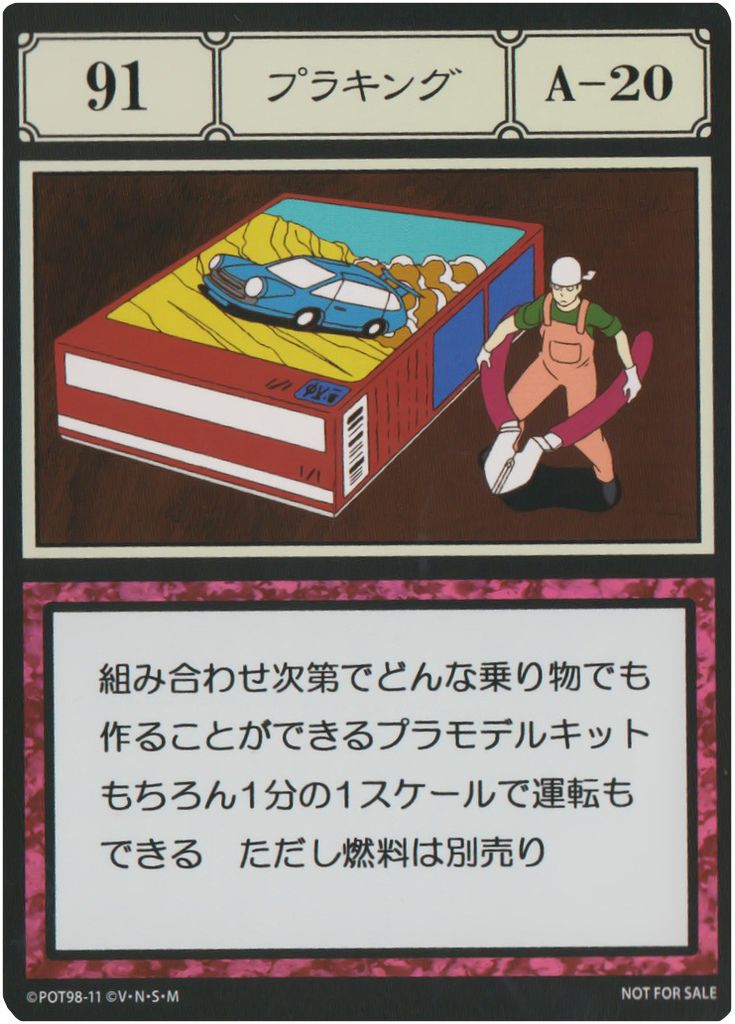 91
プラキング
A-20
組み合わせ次第でどんな乗り物でも
作ることができるプラモデルキット
もちろん1分の1スケールで運転も
できる　ただし燃料は別売り
©POT98-11 ©V・N・S・M
NOT FOR SALE